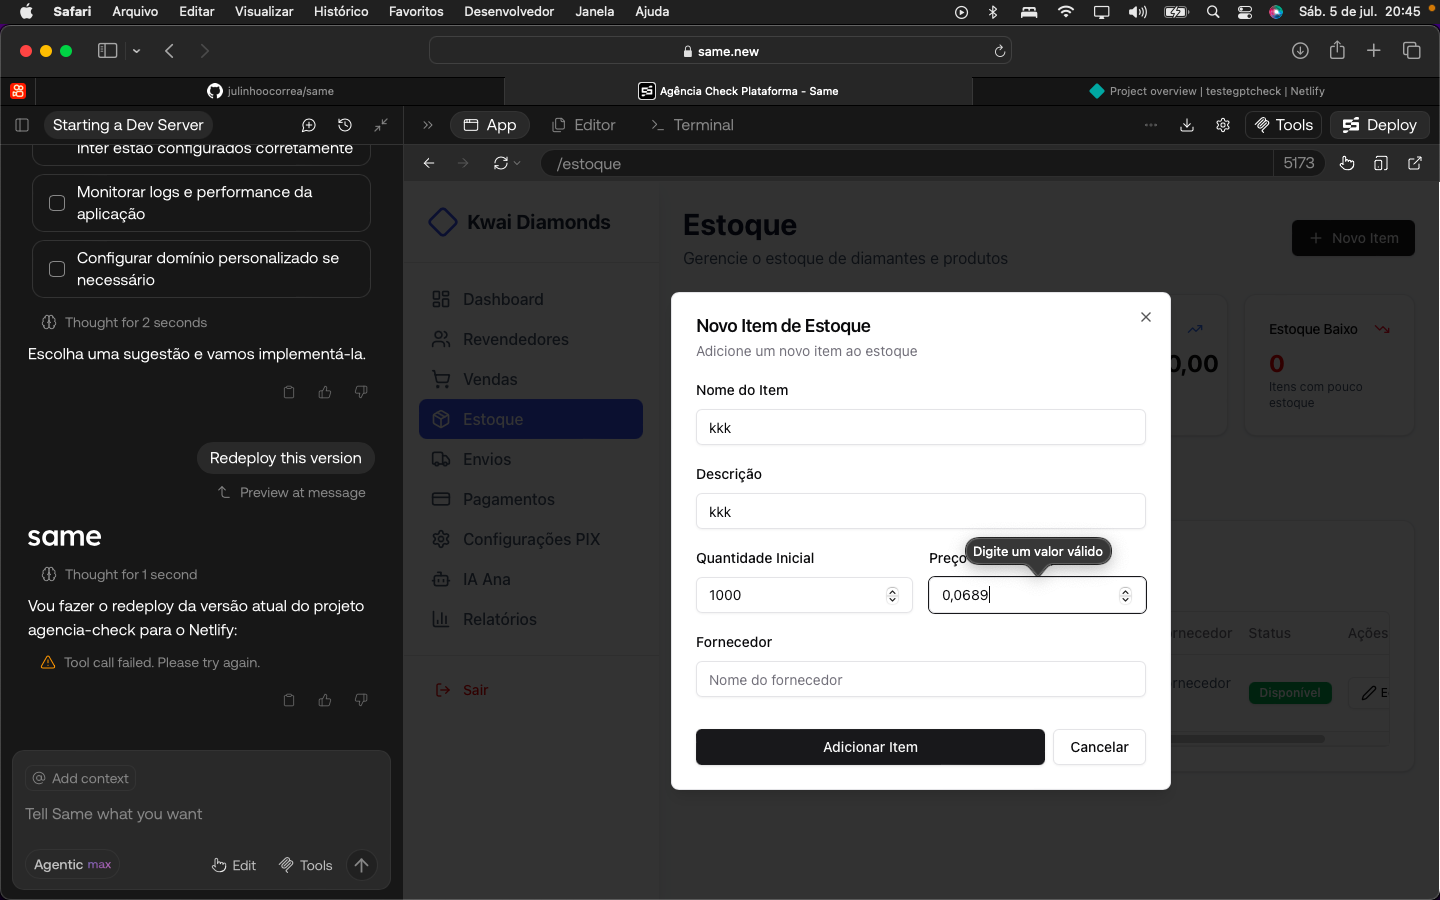 Safari Arquivo Editar Visualizar Histórico Favoritos Desenvolvedor Janela Ajuda Sáb. 5 de jul. 20:45
same.new
julinhoocorrea/same
Agência Check Plataforma - Same
Project overview | testegptcheck | Netlify
Starting a Dev Server
App Editor Terminal Tools Deploy
/estoque 5173
Inter estão configurados corretamente
Monitorar logs e performance da
aplicação
Configurar domínio personalizado se
necessário
Thought for 2 seconds
Escolha uma sugestão e vamos implementá-la.
Redeploy this version
Preview at message
same
Thought for 1 second
Vou fazer o redeploy da versão atual do projeto
agencia-check para o Netlify:
Tool call failed. Please try again.
@ Add context
Tell Same what you want
Agentic max Edit Tools
Kwai Diamonds
Dashboard
Revendedores
Vendas
Estoque
Envios
Pagamentos
Configurações PIX
IA Ana
Relatórios
Sair
Estoque
Gerencie o estoque de diamantes e produtos
Novo Item
0,00
Estoque Baixo
0
Itens com pouco
estoque
Novo Item de Estoque
Adicione um novo item ao estoque
Nome do Item
kkk
Descrição
kkk
Quantidade Inicial
1000
Preço
Digite um valor válido
0,0689
Fornecedor
Nome do fornecedor
Adicionar Item
Cancelar
rnecedor Status Ações
rnecedor Disponível E